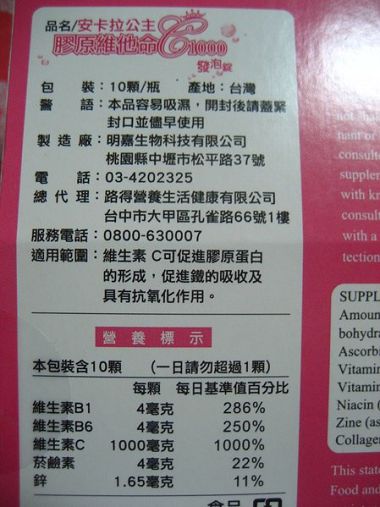 品名/安卡拉公主
膠原維他命C1000
發泡錠
包 裝：10顆/瓶 產地：台灣
警 語：本品容易吸濕，開封後請蓋緊
封口並儘早使用
製 造 廠：明嘉生物科技有限公司
桃園縣中壢市松平路37號
電 話：03-4202325
總 代 理：路得營養生活健康有限公司
台中市大甲區孔雀路66號1樓
服務電話：0800-630007
適用範圍：維生素 C可促進膠原蛋白
的形成，促進鐵的吸收及
具有抗氧化作用。
營 養 標 示
本包裝含10顆 （一日請勿超過1顆）
每顆 每日基準值百分比
維生素B1 4毫克 286%
維生素B6 4毫克 250%
維生素C 1000毫克 1000%
菸鹼素 4毫克 22%
鋅 1.65毫克 11%
not sha
nant or
consult
supplem
with kn
consult
with a
tection
SUPPL
Amoun
bohydra
Ascorbi
Vitamin
Vitamin
Niacin (
Zine (as
Collage
This state
Food and